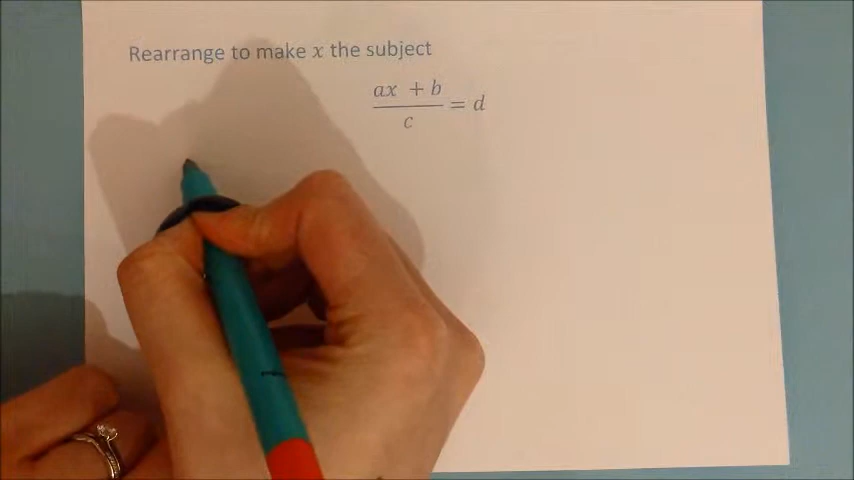 Rearrange to make x the subject
ax + b
c
= d